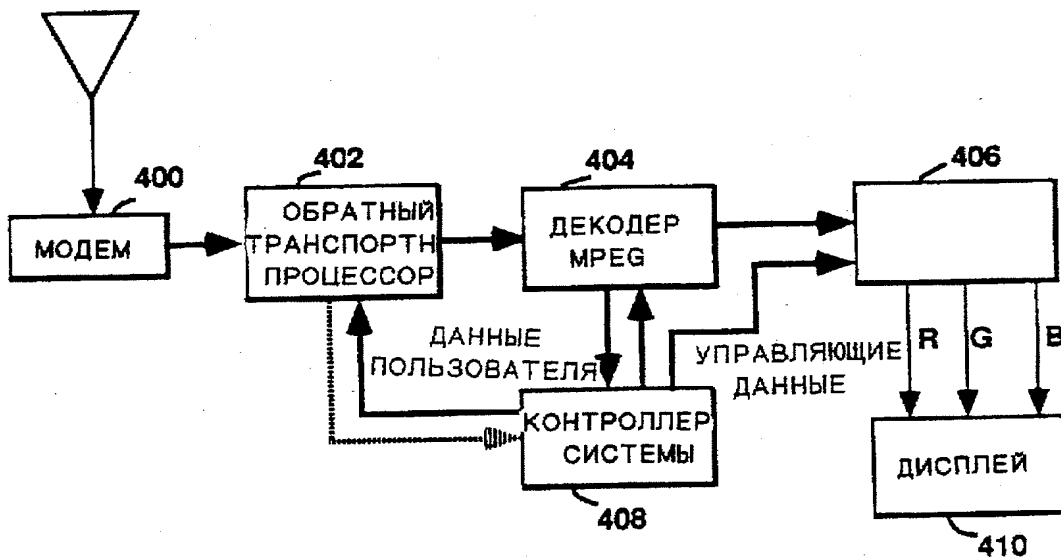 400
МОДЕМ
402
ОБРАТНЫЙ
ТРАНСПОРТН
ПРОЦЕССОР
404
ДЕКОДЕР
MPEG
406
ДАННЫЕ
ПОЛЬЗОВАТЕЛЯ
УПРАВЛЯЮЩИЕ
ДАННЫЕ
R G B
КОНТРОЛЛЕР
СИСТЕМЫ
408
ДИСПЛЕЙ
410